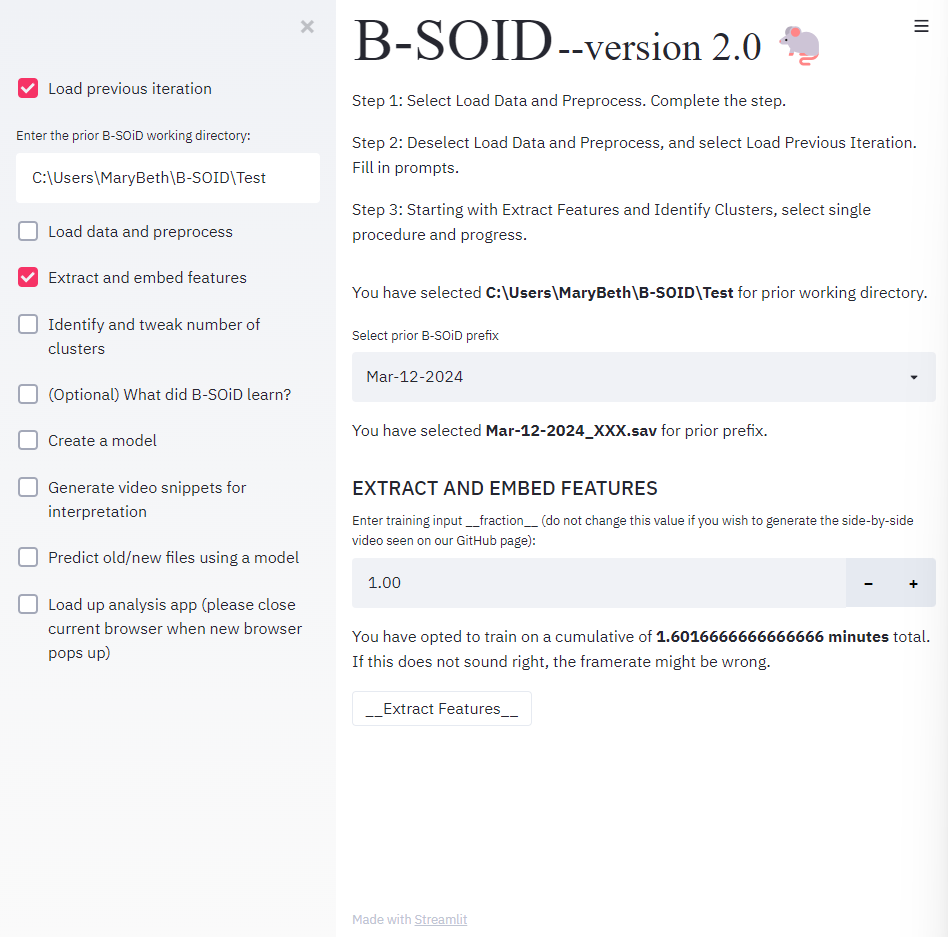 Load previous iteration
Enter the prior B-SOiD working directory:
C:\Users\MaryBeth\B-SOID\Test
Load data and preprocess
Extract and embed features
Identify and tweak number of
clusters
(Optional) What did B-SOiD learn?
Create a model
Generate video snippets for
interpretation
Predict old/new files using a model
Load up analysis app (please close
current browser when new browser
pops up)
B-SOID --version 2.0
Step 1: Select Load Data and Preprocess. Complete the step.
Step 2: Deselect Load Data and Preprocess, and select Load Previous Iteration.
Fill in prompts.
Step 3: Starting with Extract Features and Identify Clusters, select single
procedure and progress.
You have selected C:\Users\MaryBeth\B-SOID\Test for prior working directory.
Select prior B-SOiD prefix
Mar-12-2024
You have selected Mar-12-2024_XXX.sav for prior prefix.
EXTRACT AND EMBED FEATURES
Enter training input __fraction__ (do not change this value if you wish to generate the side-by-side
video seen on our GitHub page):
1.00
You have opted to train on a cumulative of 1.6016666666666666 minutes total.
If this does not sound right, the framerate might be wrong.
__Extract Features__
Made with Streamlit